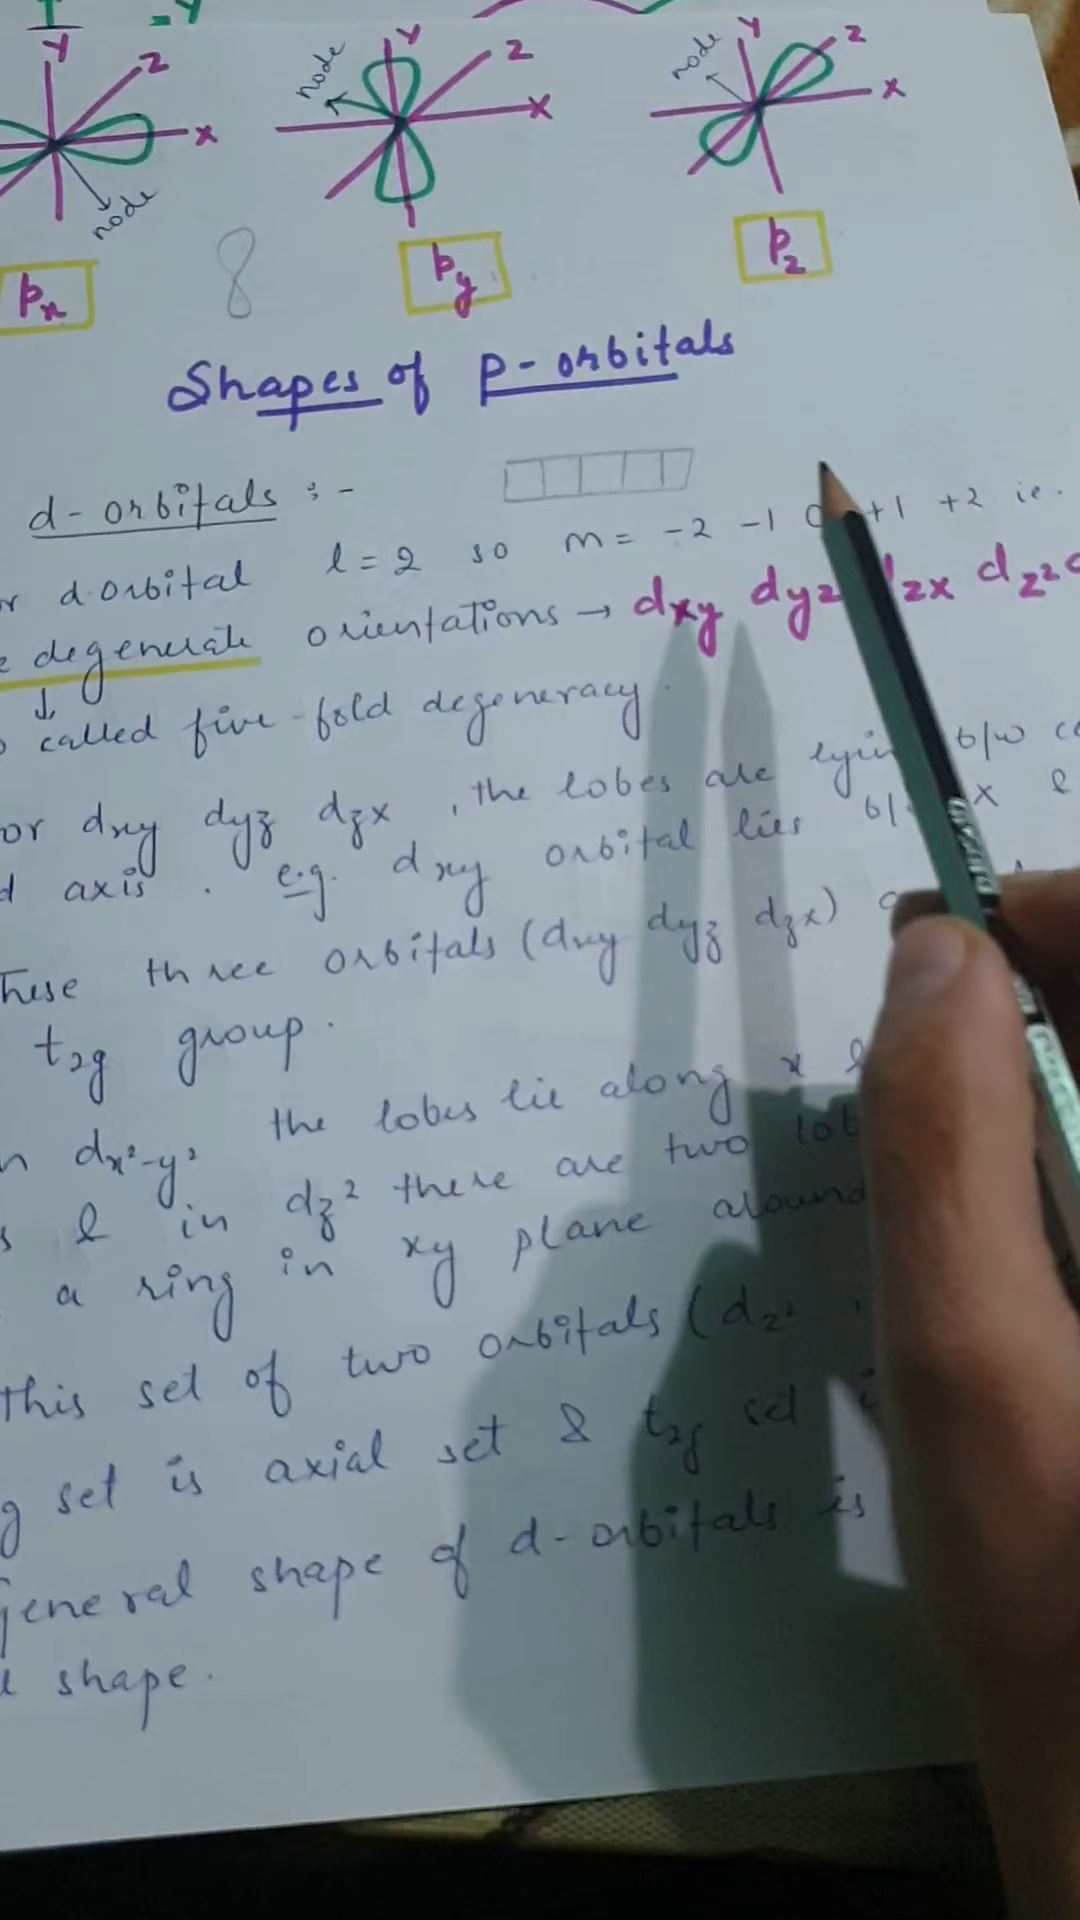 = Y
Y Z X node
Y Z X node
Y Z X node
px 8 py pz
Shapes of p-orbitals
d-orbitals :-
d-orbital l = 2 so m = -2 -1 0 +1 +2 ie.
degenerate orientations → dxy dyz dzx dz²
called five-fold degeneracy.
or dxy dyz dzx , the lobes are lying b/w
axis. e.g. dxy orbital lies b/ X &
These three orbitals (dxy dyz dzx)
t2g group.
n dx²-y² the lobes lie along x &
s & in dz² there are two lob
a ring in xy plane around
this set of two orbitals (dz² ,
g set is axial set & t2g set i
General shape of d-orbitals is
shape.